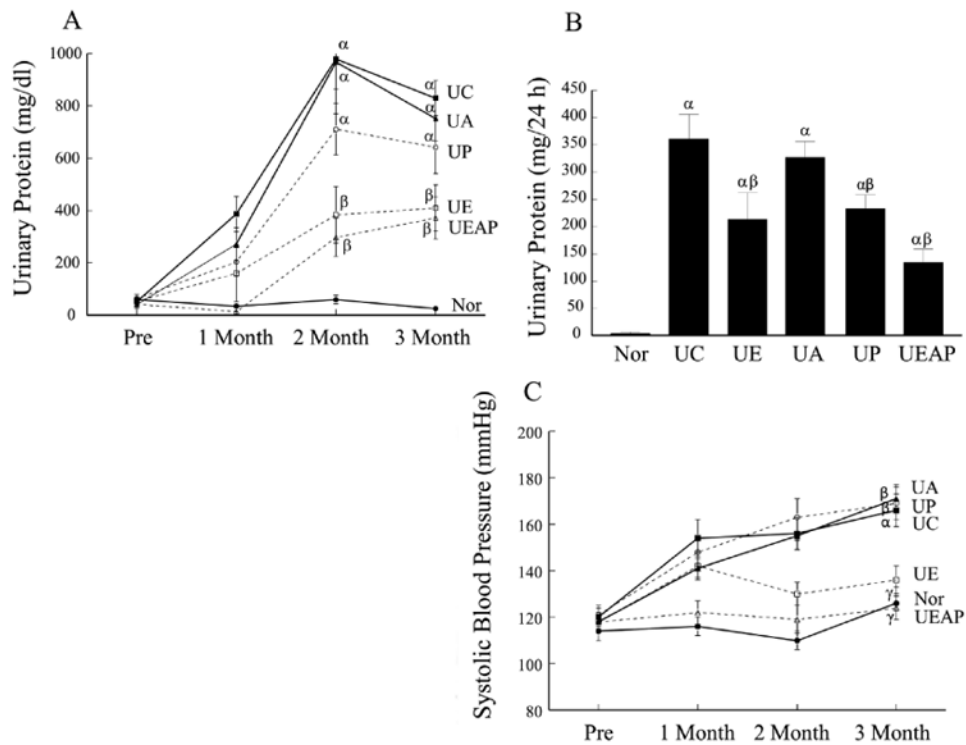 A
Urinary Protein (mg/dl)
1000
800
600
400
200
0
α
α
α
α
α
α
β
β
β
β
UC
UA
UP
UE
UEAP
Nor
Pre 1 Month 2 Month 3 Month
B
Urinary Protein (mg/24 h)
450
400
350
300
250
200
150
100
50
0
α
αβ
α
αβ
αβ
Nor UC UE UA UP UEAP
C
Systolic Blood Pressure (mmHg)
200
180
160
140
120
100
80
β
β
α
γ
γ
UA
UP
UC
UE
Nor
UEAP
Pre 1 Month 2 Month 3 Month